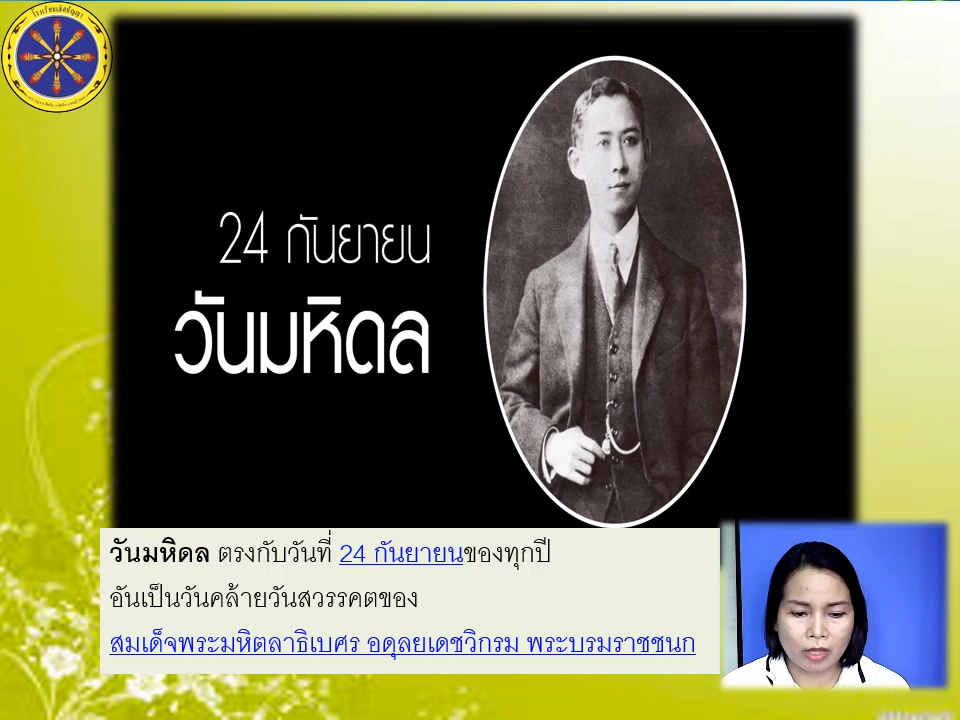 24 กันยายน
วันมหิดล
วันมหิดล ตรงกับวันที่ 24 กันยายนของทุกปี
อันเป็นวันคล้ายวันสวรรคตของ
สมเด็จพระมหิตลาธิเบศร อดุลยเดชวิกรม พระบรมราชชนก